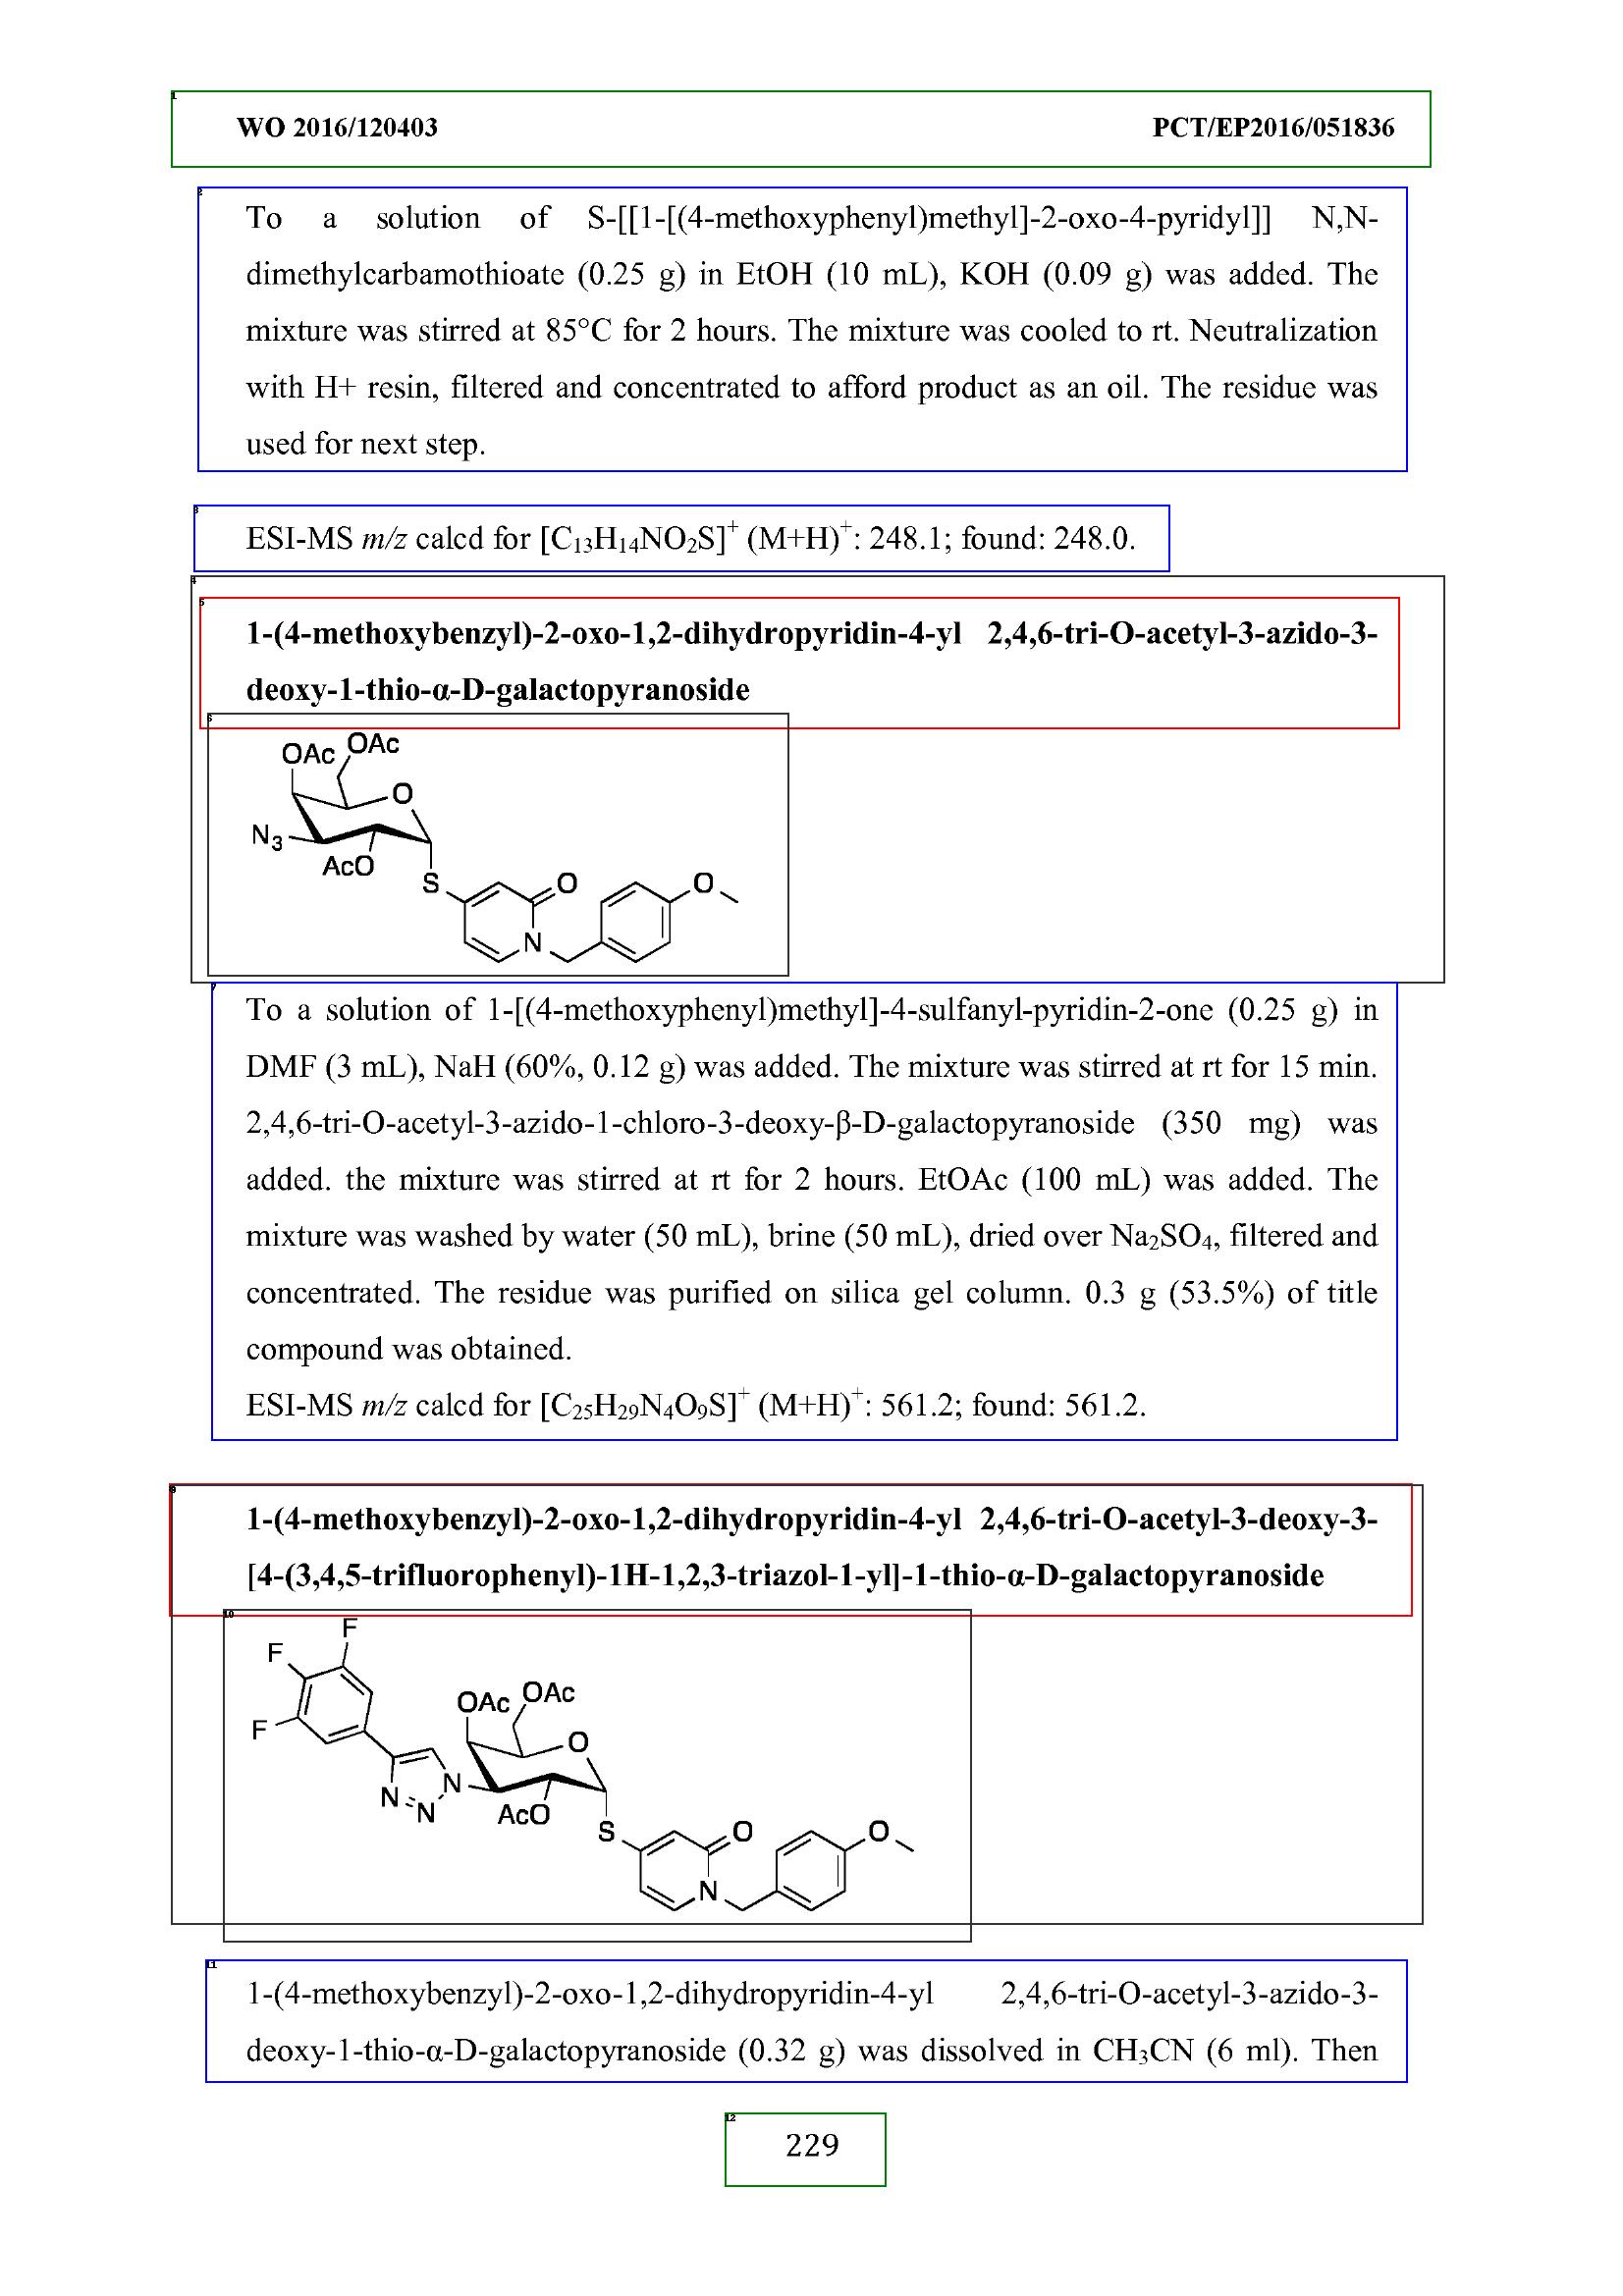 WO 2016/120403 PCT/EP2016/051836
To a solution of S-[[1-[(4-methoxyphenyl)methyl]-2-oxo-4-pyridyl]] N,N-
dimethylcarbamothioate (0.25 g) in EtOH (10 mL), KOH (0.09 g) was added. The
mixture was stirred at 85°C for 2 hours. The mixture was cooled to rt. Neutralization
with H+ resin, filtered and concentrated to afford product as an oil. The residue was
used for next step.
ESI-MS m/z calcd for [C₁₃H₁₄NO₂S]⁺ (M+H)⁺: 248.1; found: 248.0.
1-(4-methoxybenzyl)-2-oxo-1,2-dihydropyridin-4-yl 2,4,6-tri-O-acetyl-3-azido-3-
deoxy-1-thio-α-D-galactopyranoside
OAc OAc
O
N₃
AcO
S O O
N
To a solution of 1-[(4-methoxyphenyl)methyl]-4-sulfanyl-pyridin-2-one (0.25 g) in
DMF (3 mL), NaH (60%, 0.12 g) was added. The mixture was stirred at rt for 15 min.
2,4,6-tri-O-acetyl-3-azido-1-chloro-3-deoxy-β-D-galactopyranoside (350 mg) was
added. the mixture was stirred at rt for 2 hours. EtOAc (100 mL) was added. The
mixture was washed by water (50 mL), brine (50 mL), dried over Na₂SO₄, filtered and
concentrated. The residue was purified on silica gel column. 0.3 g (53.5%) of title
compound was obtained.
ESI-MS m/z calcd for [C₂₅H₂₉N₄O₉S]⁺ (M+H)⁺: 561.2; found: 561.2.
1-(4-methoxybenzyl)-2-oxo-1,2-dihydropyridin-4-yl 2,4,6-tri-O-acetyl-3-deoxy-3-
[4-(3,4,5-trifluorophenyl)-1H-1,2,3-triazol-1-yl]-1-thio-α-D-galactopyranoside
F
F
OAc OAc
F
O
N
N N
AcO
S O O
N
1-(4-methoxybenzyl)-2-oxo-1,2-dihydropyridin-4-yl 2,4,6-tri-O-acetyl-3-azido-3-
deoxy-1-thio-α-D-galactopyranoside (0.32 g) was dissolved in CH₃CN (6 ml). Then
229